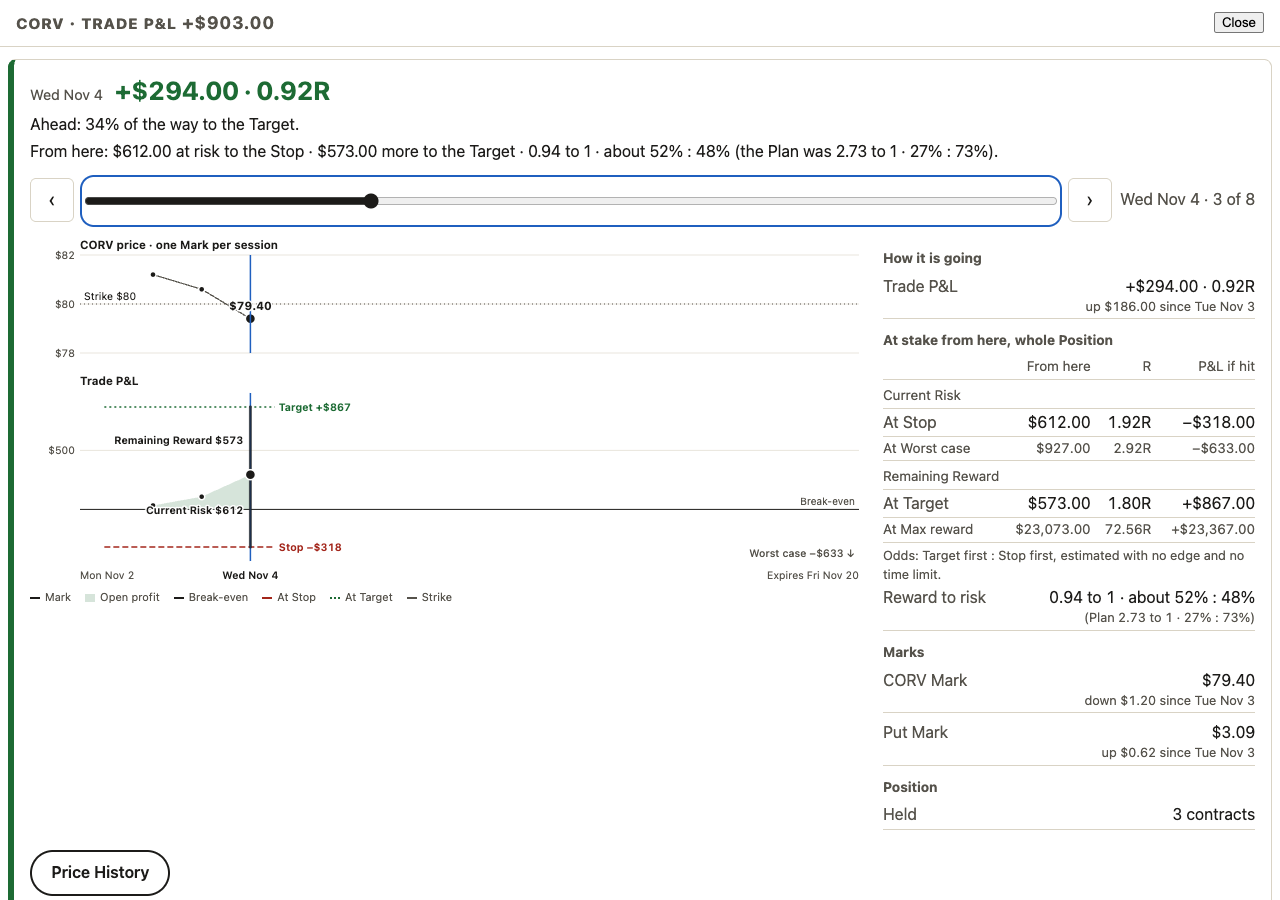 CORV · TRADE P&L +$903.00
Close
Wed Nov 4 +$294.00 · 0.92R
Ahead: 34% of the way to the Target.
From here: $612.00 at risk to the Stop · $573.00 more to the Target · 0.94 to 1 · about 52% : 48% (the Plan was 2.73 to 1 · 27% : 73%).
‹
›
Wed Nov 4 · 3 of 8
CORV price · one Mark per session
$82
Strike $80
$80
$79.40
$78
Trade P&L
Target +$867
Remaining Reward $573
$500
Current Risk $612
Break-even
Stop −$318
Worst case −$633 ↓
Mon Nov 2
Wed Nov 4
Expires Fri Nov 20
Mark
Open profit
Break-even
At Stop
At Target
Strike
How it is going
Trade P&L +$294.00 · 0.92R
up $186.00 since Tue Nov 3
At stake from here, whole Position
From here R P&L if hit
Current Risk
At Stop $612.00 1.92R −$318.00
At Worst case $927.00 2.92R −$633.00
Remaining Reward
At Target $573.00 1.80R +$867.00
At Max reward $23,073.00 72.56R +$23,367.00
Odds: Target first : Stop first, estimated with no edge and no
time limit.
Reward to risk 0.94 to 1 · about 52% : 48%
(Plan 2.73 to 1 · 27% : 73%)
Marks
CORV Mark $79.40
down $1.20 since Tue Nov 3
Put Mark $3.09
up $0.62 since Tue Nov 3
Position
Held 3 contracts
Price History